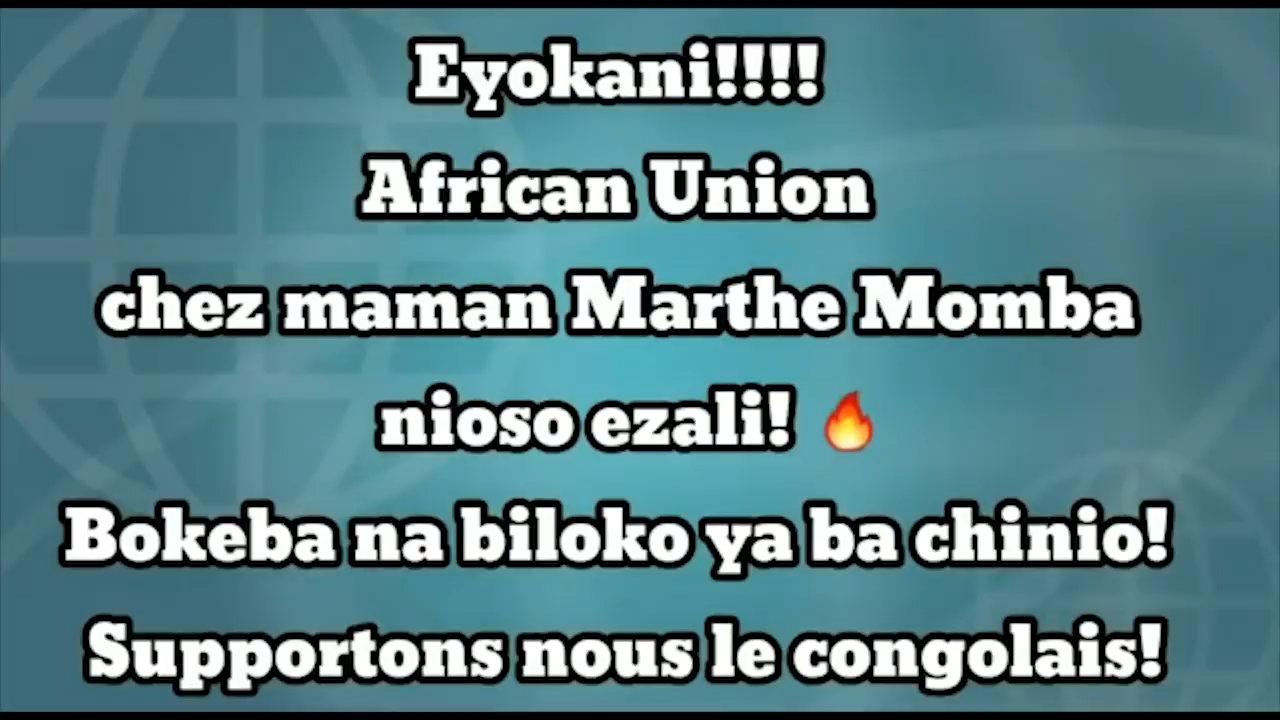 Eyokani!!!!
African Union
chez maman Marthe Momba
nioso ezali! 🔥
Bokeba na biloko ya ba chinio!
Supportons nous le congolais!